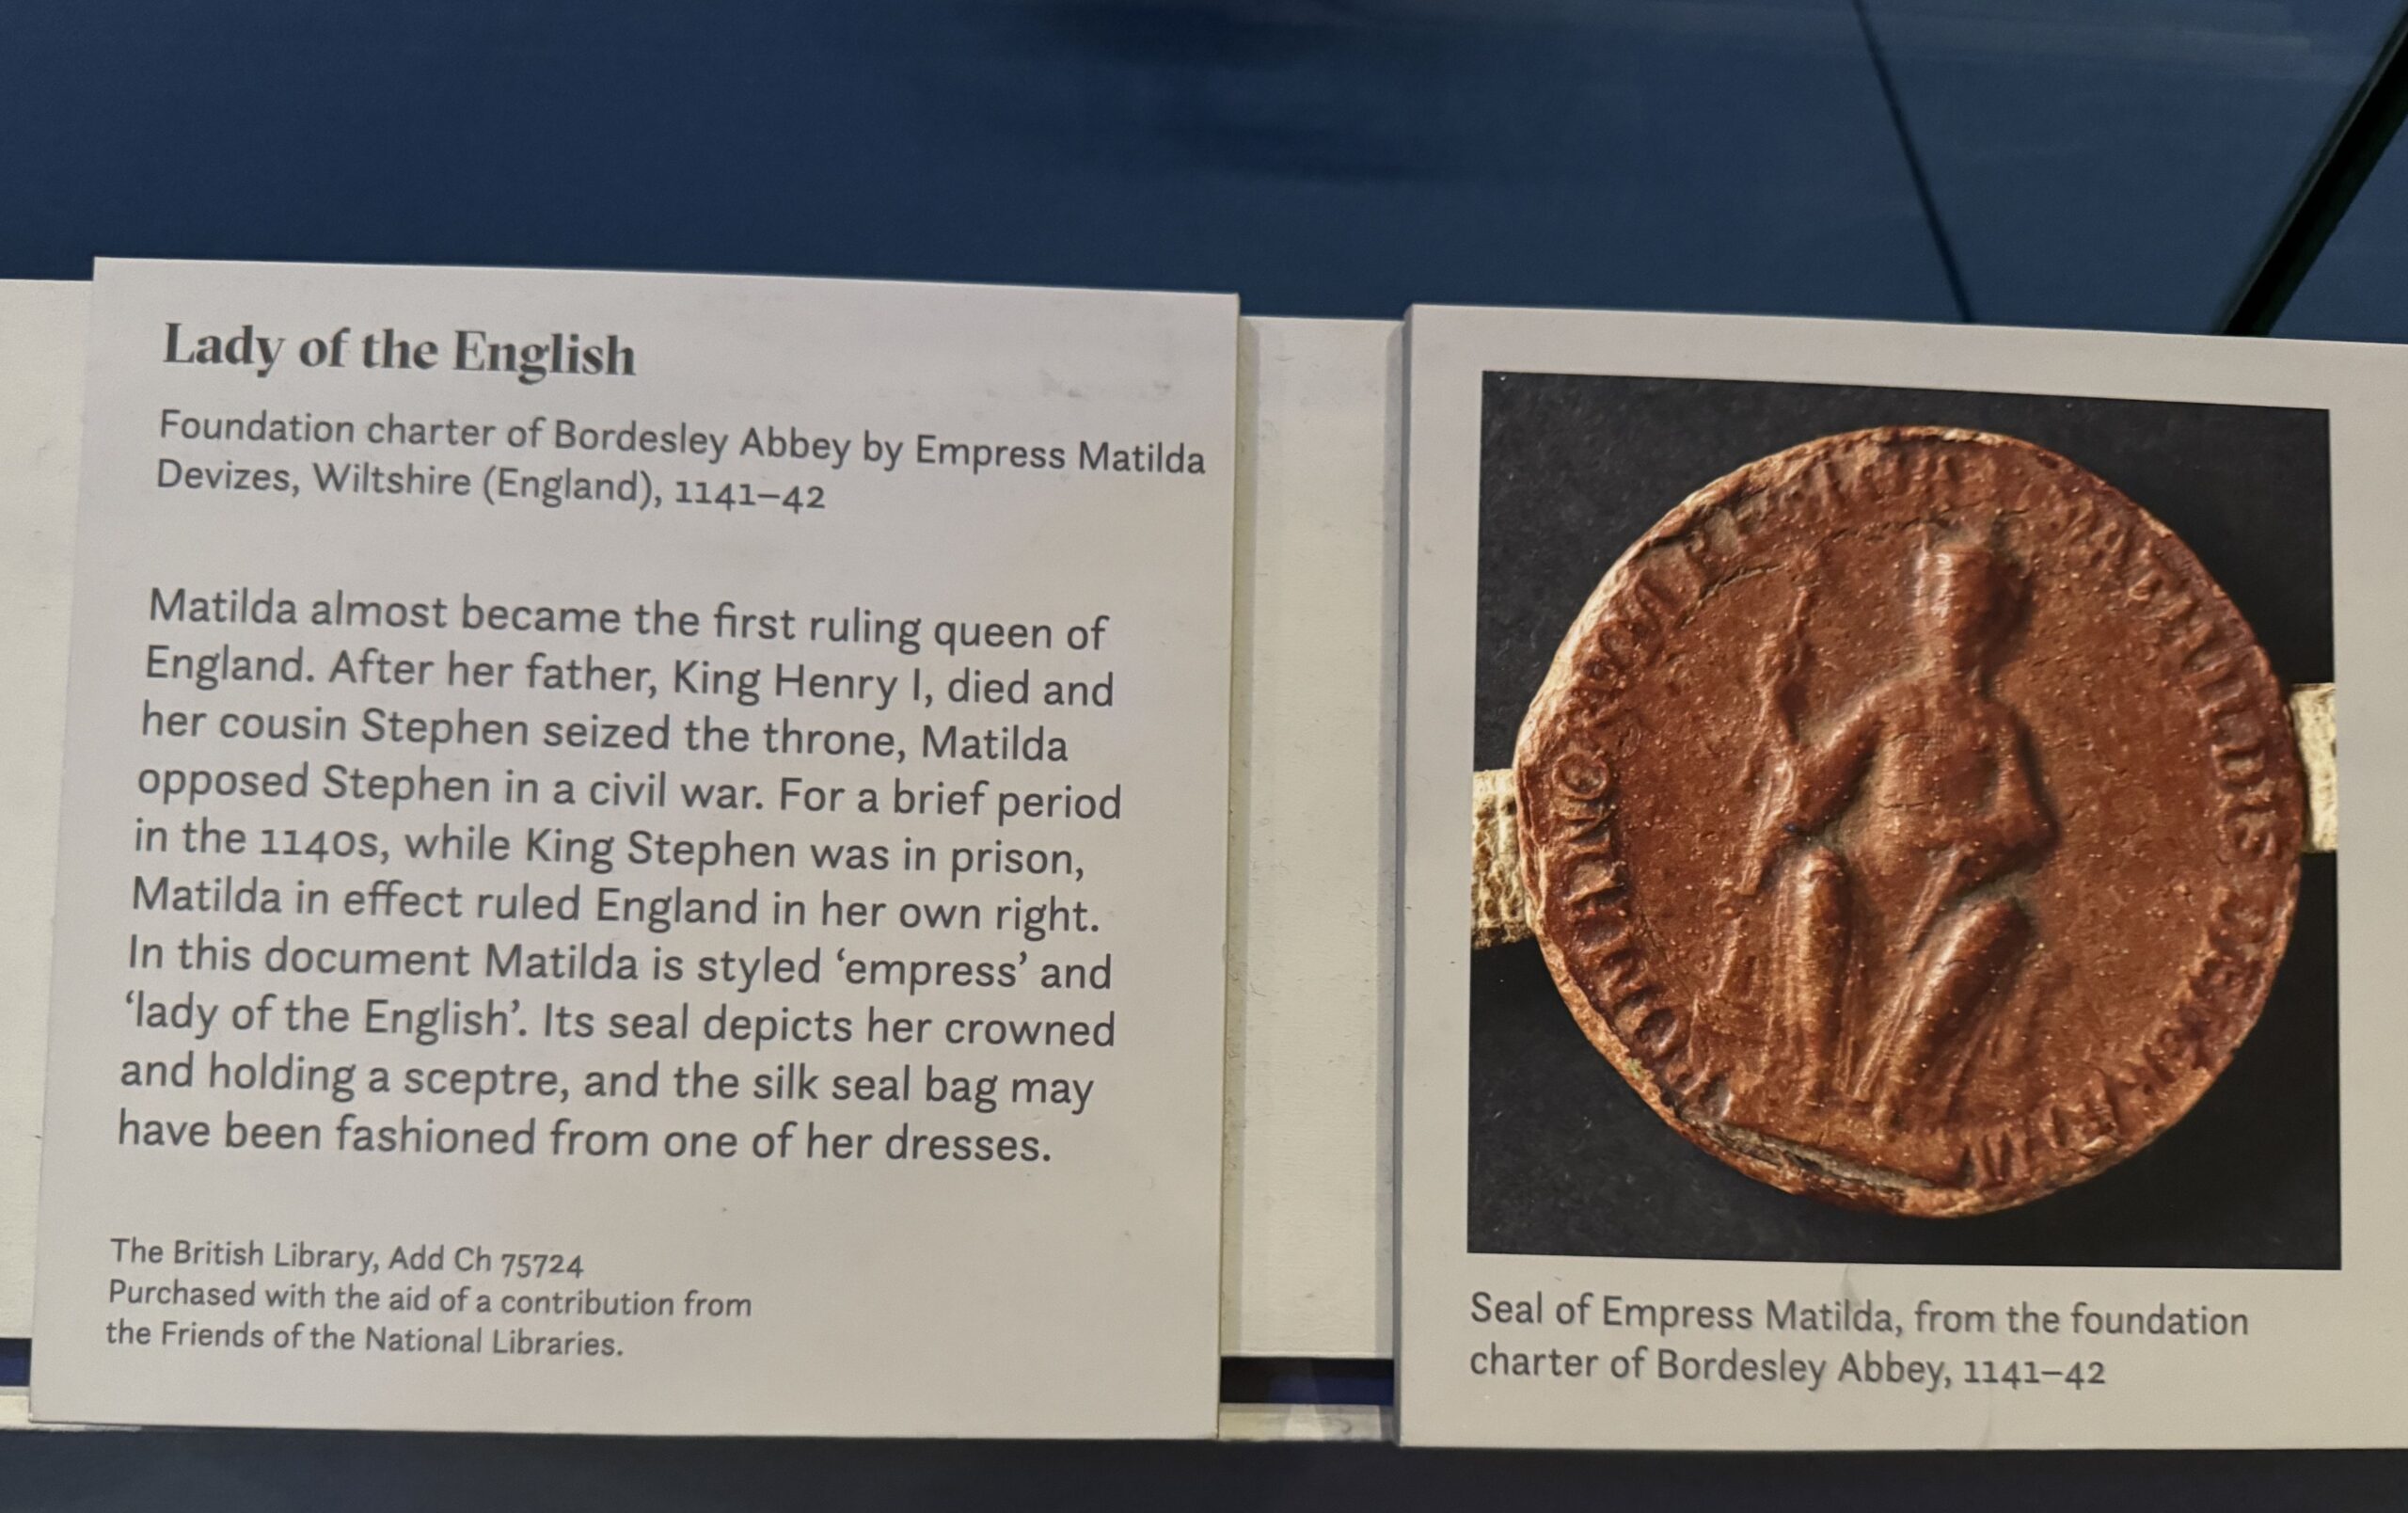 Lady of the English
Foundation charter of Bordesley Abbey by Empress Matilda
Devizes, Wiltshire (England), 1141–42
Matilda almost became the first ruling queen of
England. After her father, King Henry I, died and
her cousin Stephen seized the throne, Matilda
opposed Stephen in a civil war. For a brief period
in the 1140s, while King Stephen was in prison,
Matilda in effect ruled England in her own right.
In this document Matilda is styled ‘empress’ and
‘lady of the English’. Its seal depicts her crowned
and holding a sceptre, and the silk seal bag may
have been fashioned from one of her dresses.
The British Library, Add Ch 75724
Purchased with the aid of a contribution from
the Friends of the National Libraries.
Seal of Empress Matilda, from the foundation
charter of Bordesley Abbey, 1141–42